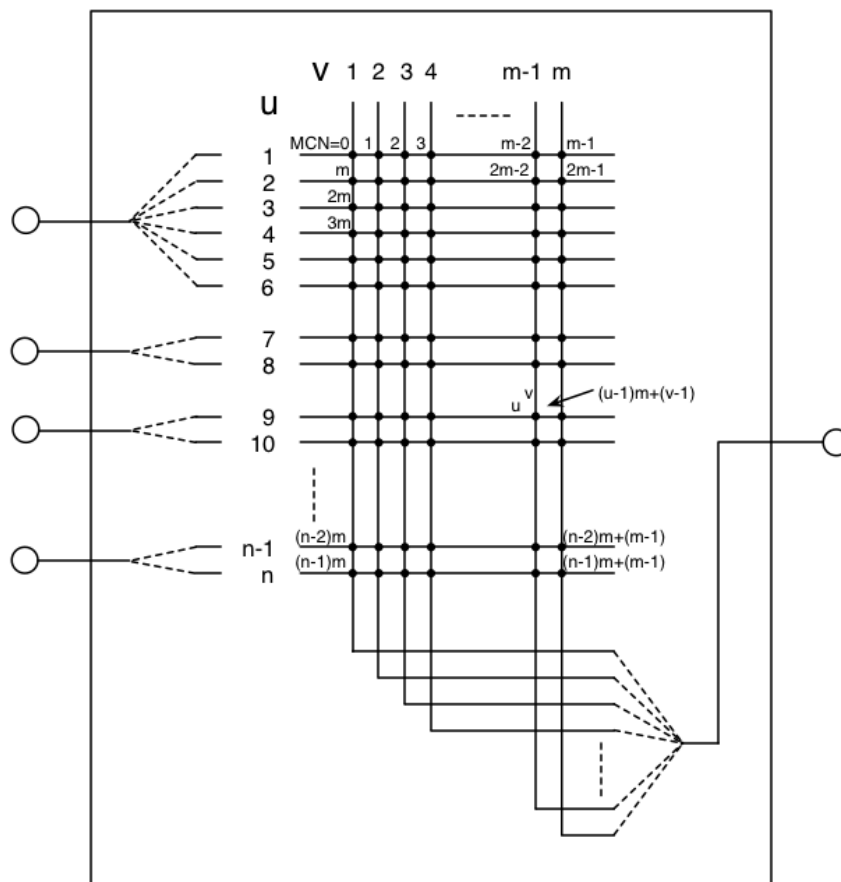 v 1 2 3 4 m-1 m
u
1 MCN=0 1 2 3 m-2 m-1
2 m 2m-2 2m-1
3 2m
4 3m
5
6
7
8
v
u (u-1)m+(v-1)
9
10
n-1 (n-2)m (n-2)m+(m-1)
n (n-1)m (n-1)m+(m-1)